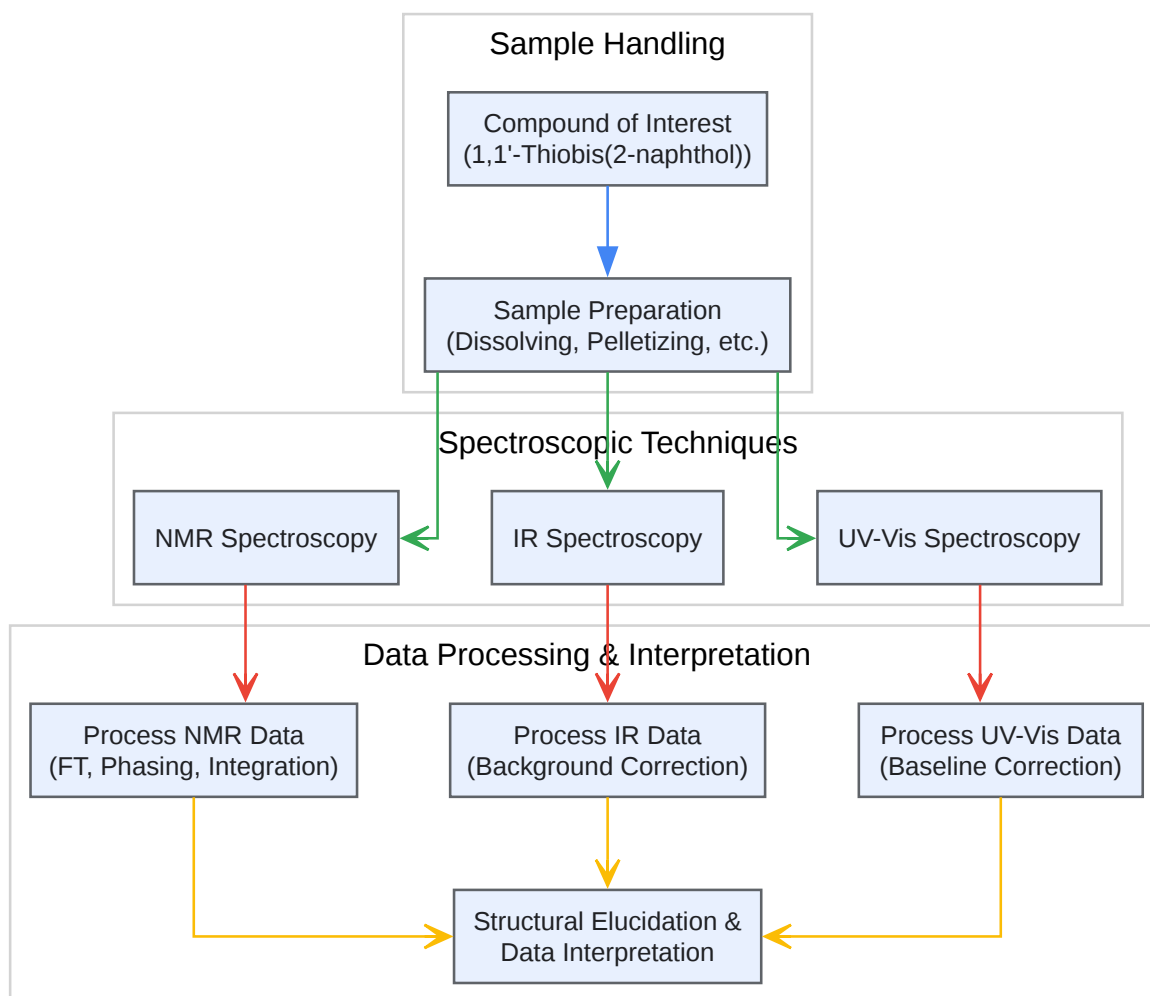 Sample Handling
Compound of Interest
(1,1'-Thiobis(2-naphthol))
Sample Preparation
(Dissolving, Pelletizing, etc.)
Spectroscopic Techniques
NMR Spectroscopy
IR Spectroscopy
UV-Vis Spectroscopy
Data Processing & Interpretation
Process NMR Data
(FT, Phasing, Integration)
Process IR Data
(Background Correction)
Process UV-Vis Data
(Baseline Correction)
Structural Elucidation &
Data Interpretation